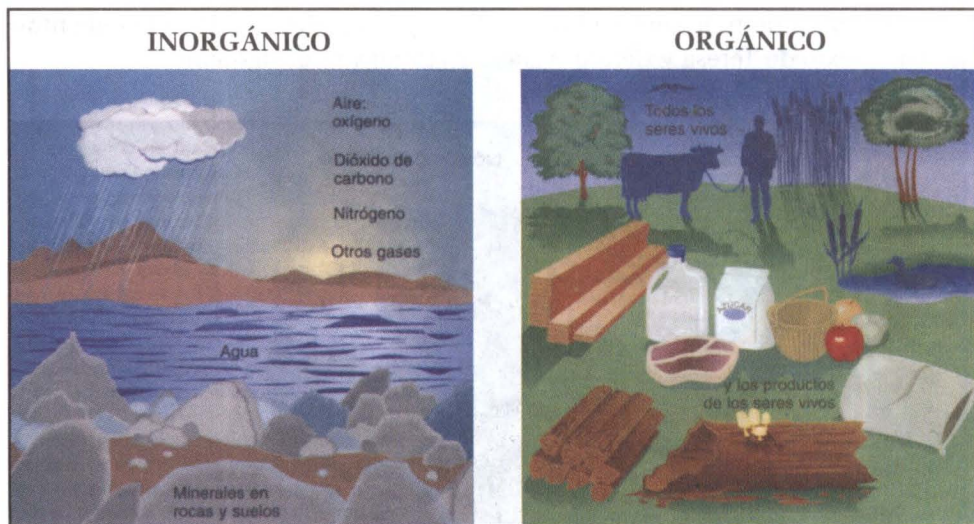 INORGÁNICO
Aire:
oxígeno
Dióxido de
carbono
Nitrógeno
Otros gases
Agua
Minerales en
rocas y suelos
ORGÁNICO
Todos los
seres vivos
AZÚCAR
y los productos
de los seres vivos